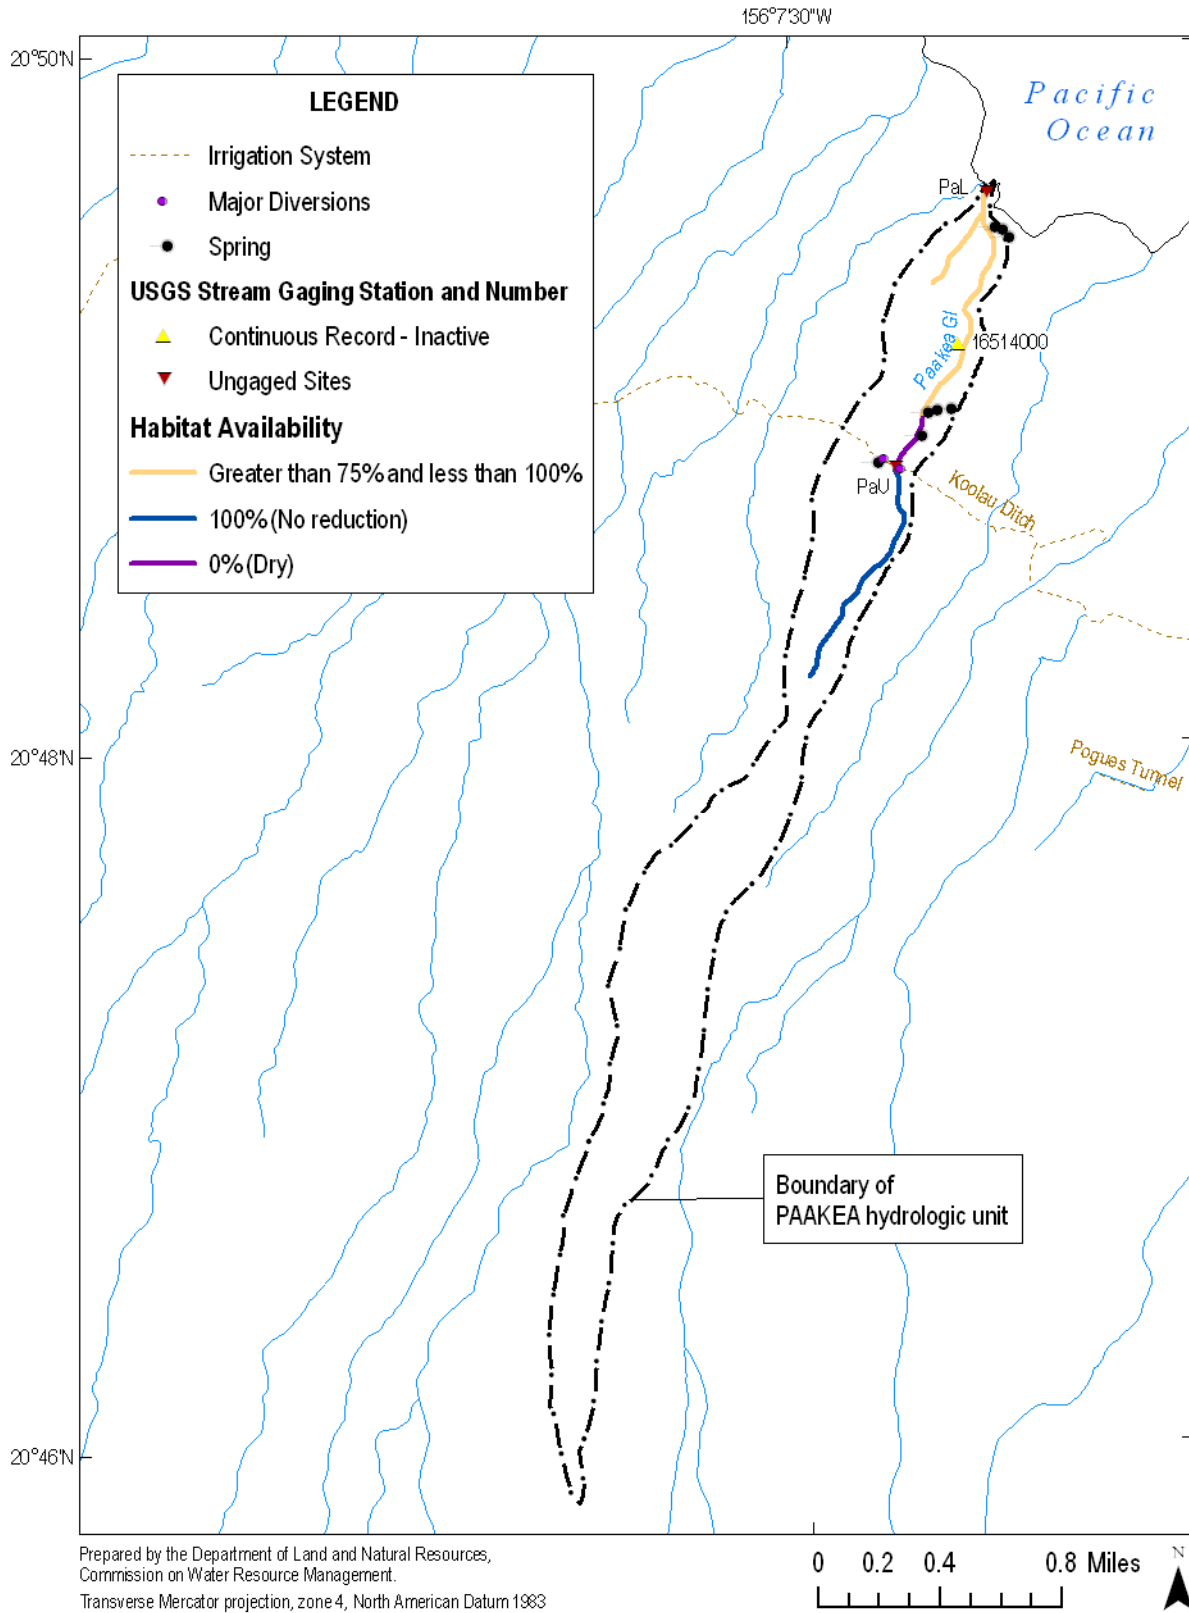 156°7'30"W
20°50'N
Pacific
Ocean
LEGEND
Irrigation System
Major Diversions
Spring
USGS Stream Gaging Station and Number
Continuous Record - Inactive
Ungaged Sites
Habitat Availability
Greater than 75% and less than 100%
100% (No reduction)
0% (Dry)
PaL
Paakea Gl
16514000
PaU
Koolau Ditch
20°48'N
Pogues Tunnel
Boundary of
PAAKEA hydrologic unit
20°46'N
Prepared by the Department of Land and Natural Resources,
Commission on Water Resource Management.
Transverse Mercator projection, zone 4, North American Datum 1983
0 0.2 0.4 0.8 Miles
N